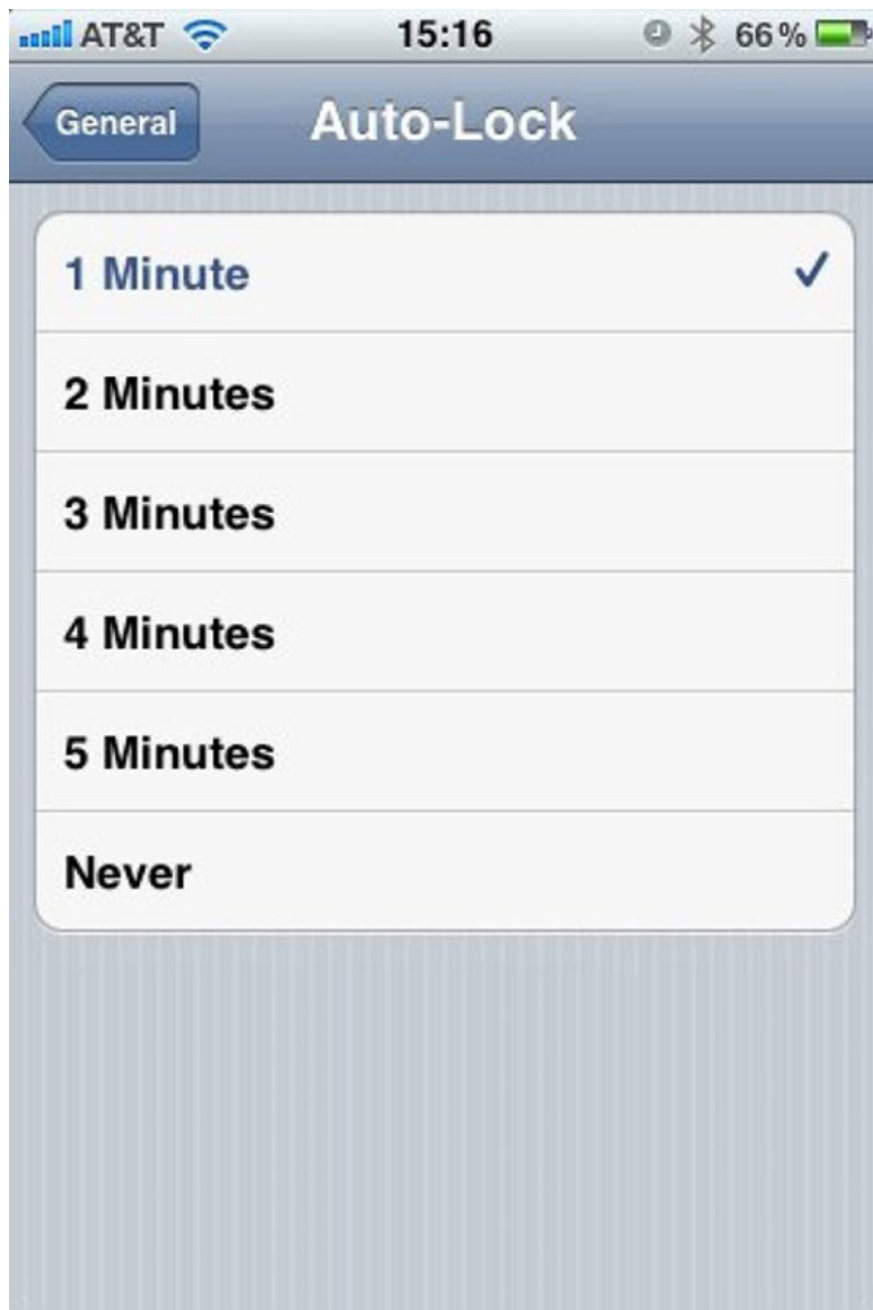 AT&T 15:16 66%
General Auto-Lock
1 Minute
2 Minutes
3 Minutes
4 Minutes
5 Minutes
Never